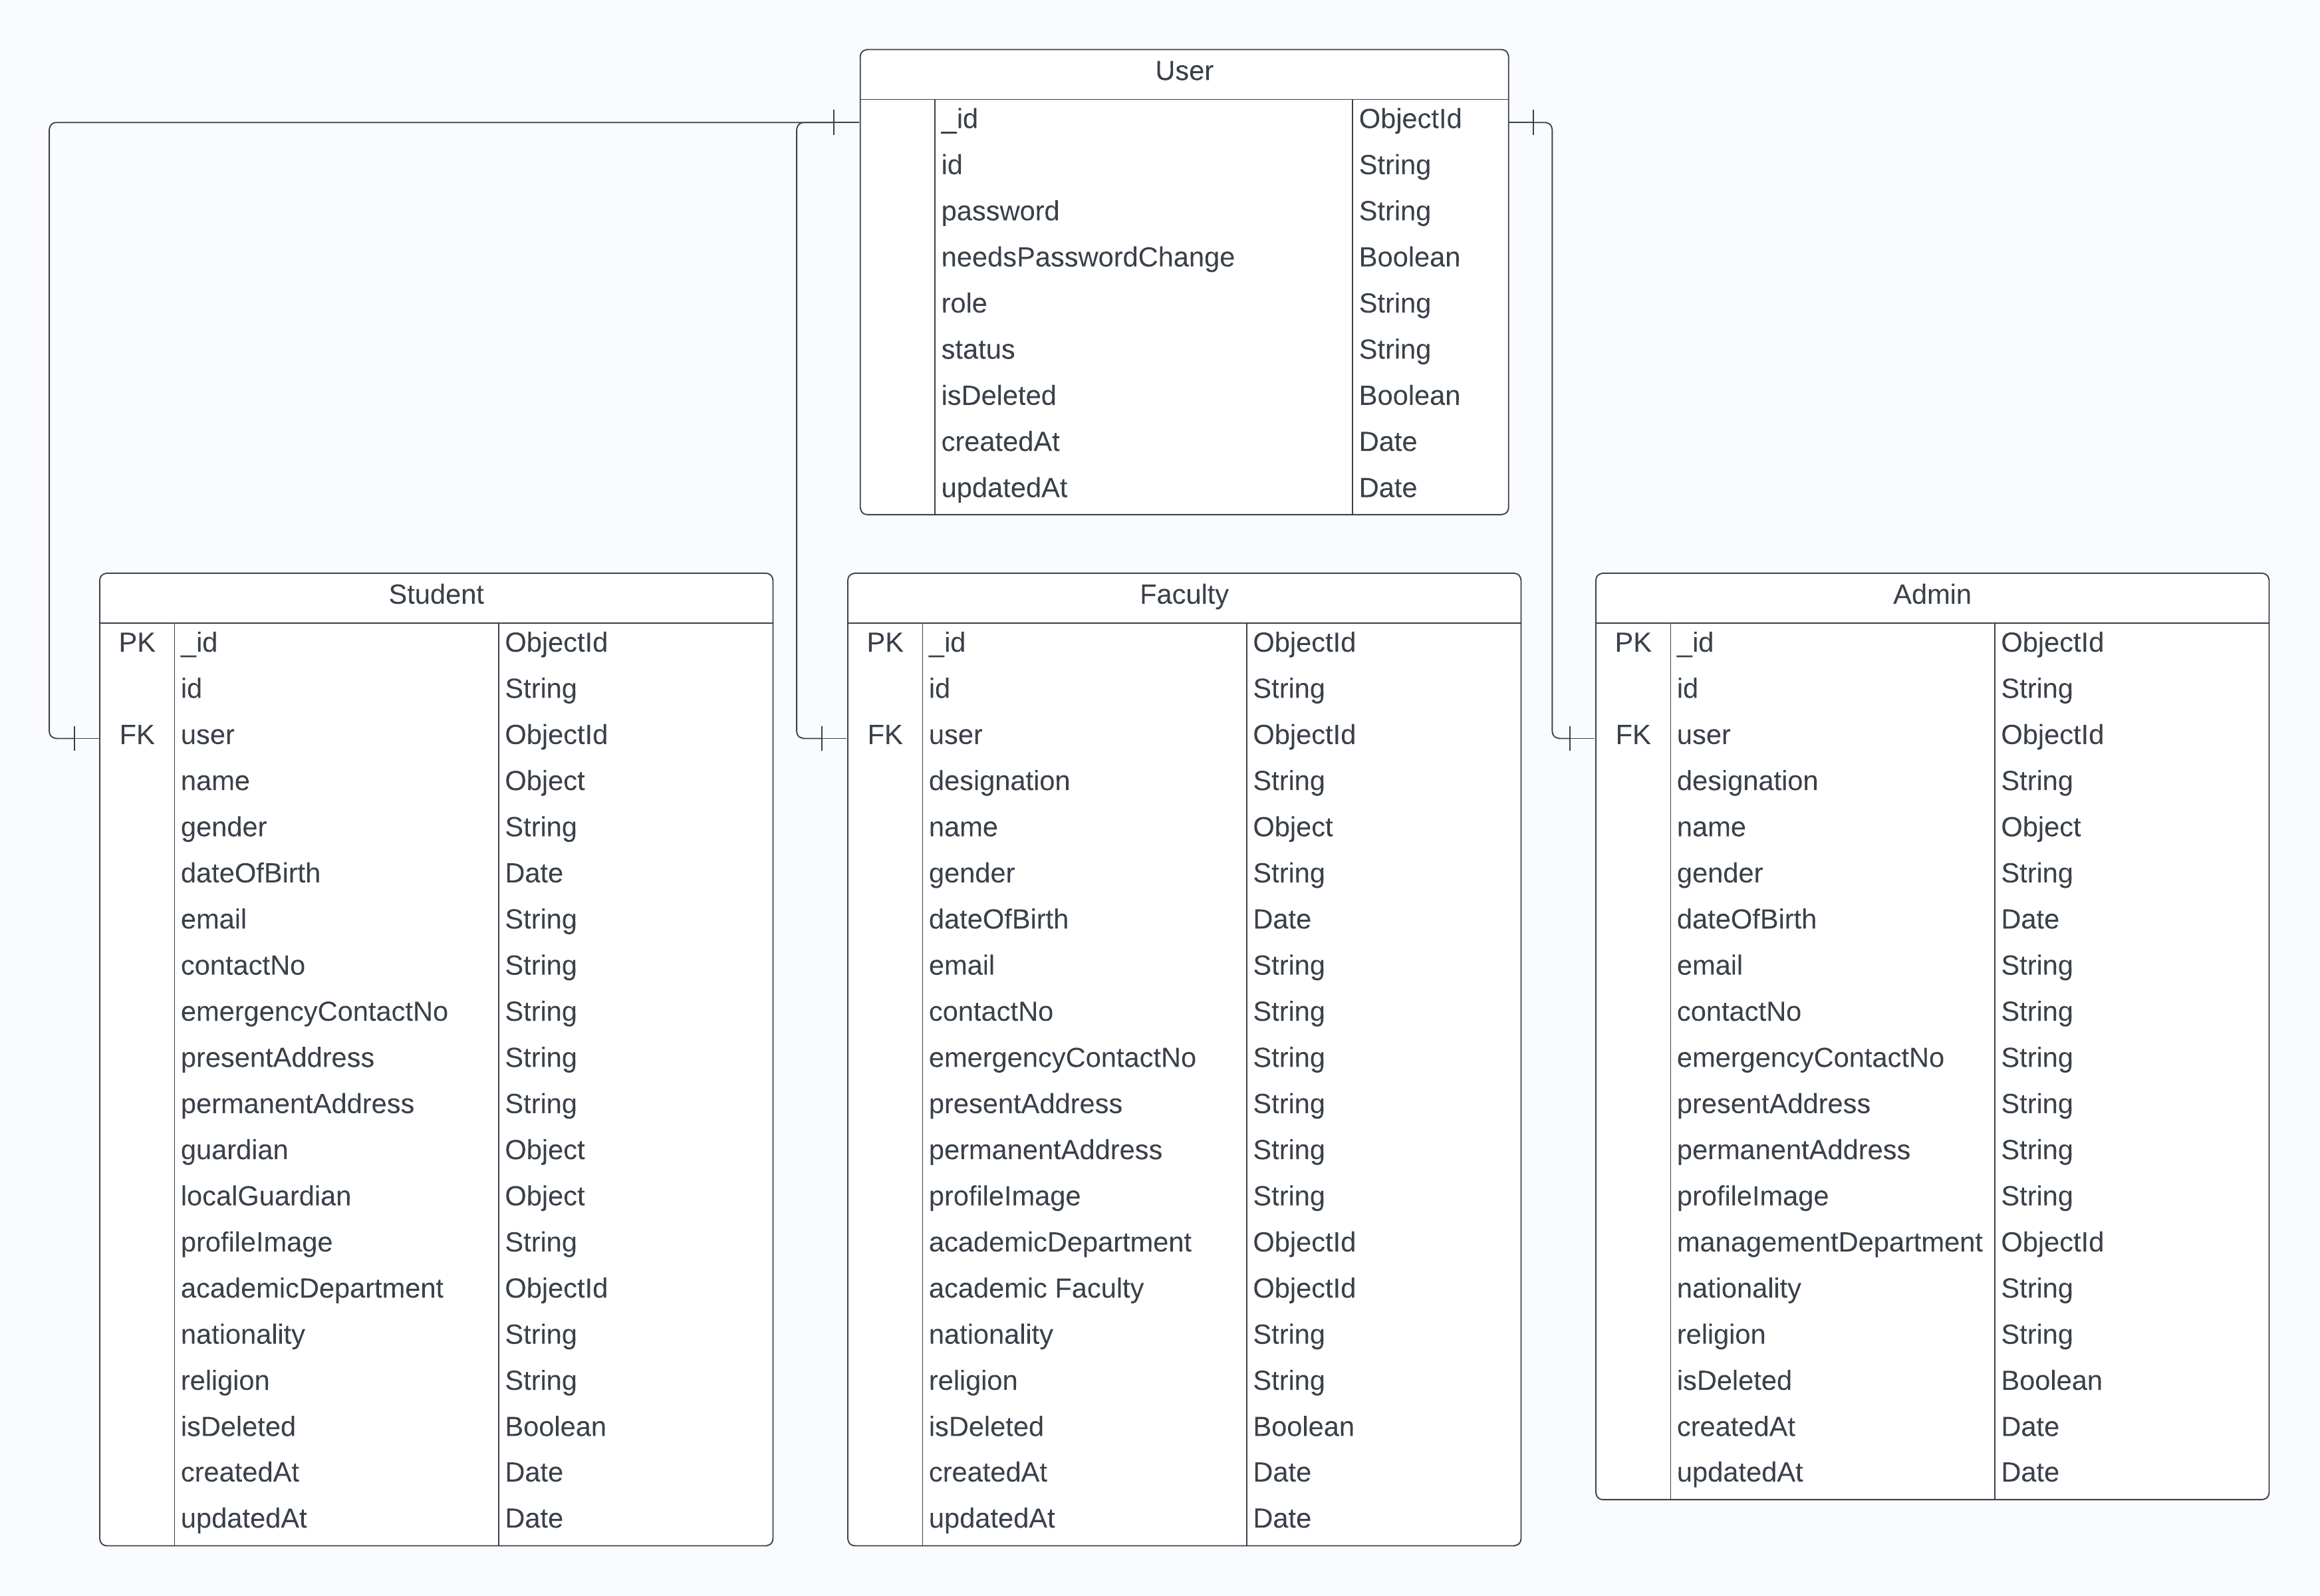 User
_id ObjectId
id String
password String
needsPasswordChange Boolean
role String
status String
isDeleted Boolean
createdAt Date
updatedAt Date
Student
PK _id ObjectId
id String
FK user ObjectId
name Object
gender String
dateOfBirth Date
email String
contactNo String
emergencyContactNo String
presentAddress String
permanentAddress String
guardian Object
localGuardian Object
profileImage String
academicDepartment ObjectId
nationality String
religion String
isDeleted Boolean
createdAt Date
updatedAt Date
Faculty
PK _id ObjectId
id String
FK user ObjectId
designation String
name Object
gender String
dateOfBirth Date
email String
contactNo String
emergencyContactNo String
presentAddress String
permanentAddress String
profileImage String
academicDepartment ObjectId
academic Faculty ObjectId
nationality String
religion String
isDeleted Boolean
createdAt Date
updatedAt Date
Admin
PK _id ObjectId
id String
FK user ObjectId
designation String
name Object
gender String
dateOfBirth Date
email String
contactNo String
emergencyContactNo String
presentAddress String
permanentAddress String
profileImage String
managementDepartment ObjectId
nationality String
religion String
isDeleted Boolean
createdAt Date
updatedAt Date